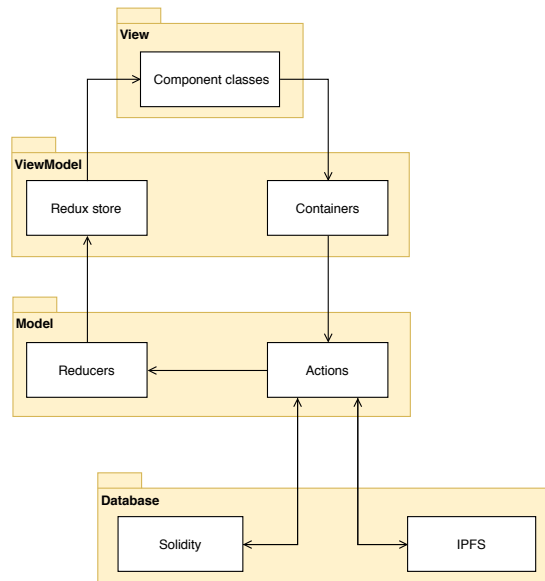 View
Component classes
ViewModel
Redux store
Containers
Model
Reducers
Actions
Database
Solidity
IPFS